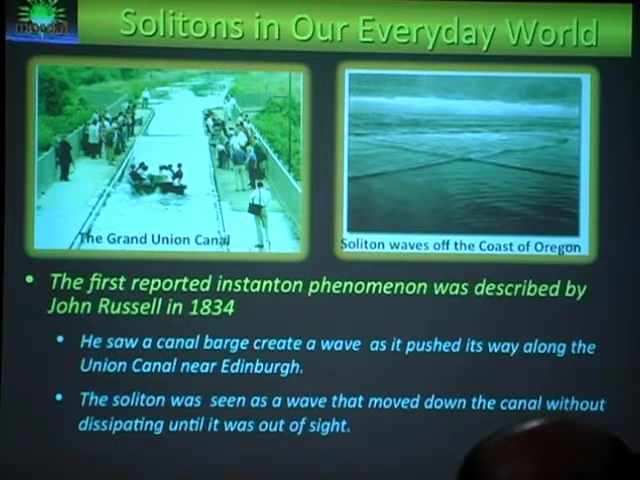 Solitons in Our Everyday World
The Grand Union Canal
Soliton waves off the Coast of Oregon
• The first reported instanton phenomenon was described by
John Russell in 1834
• He saw a canal barge create a wave as it pushed its way along the
Union Canal near Edinburgh.
• The soliton was seen as a wave that moved down the canal without
dissipating until it was out of sight.